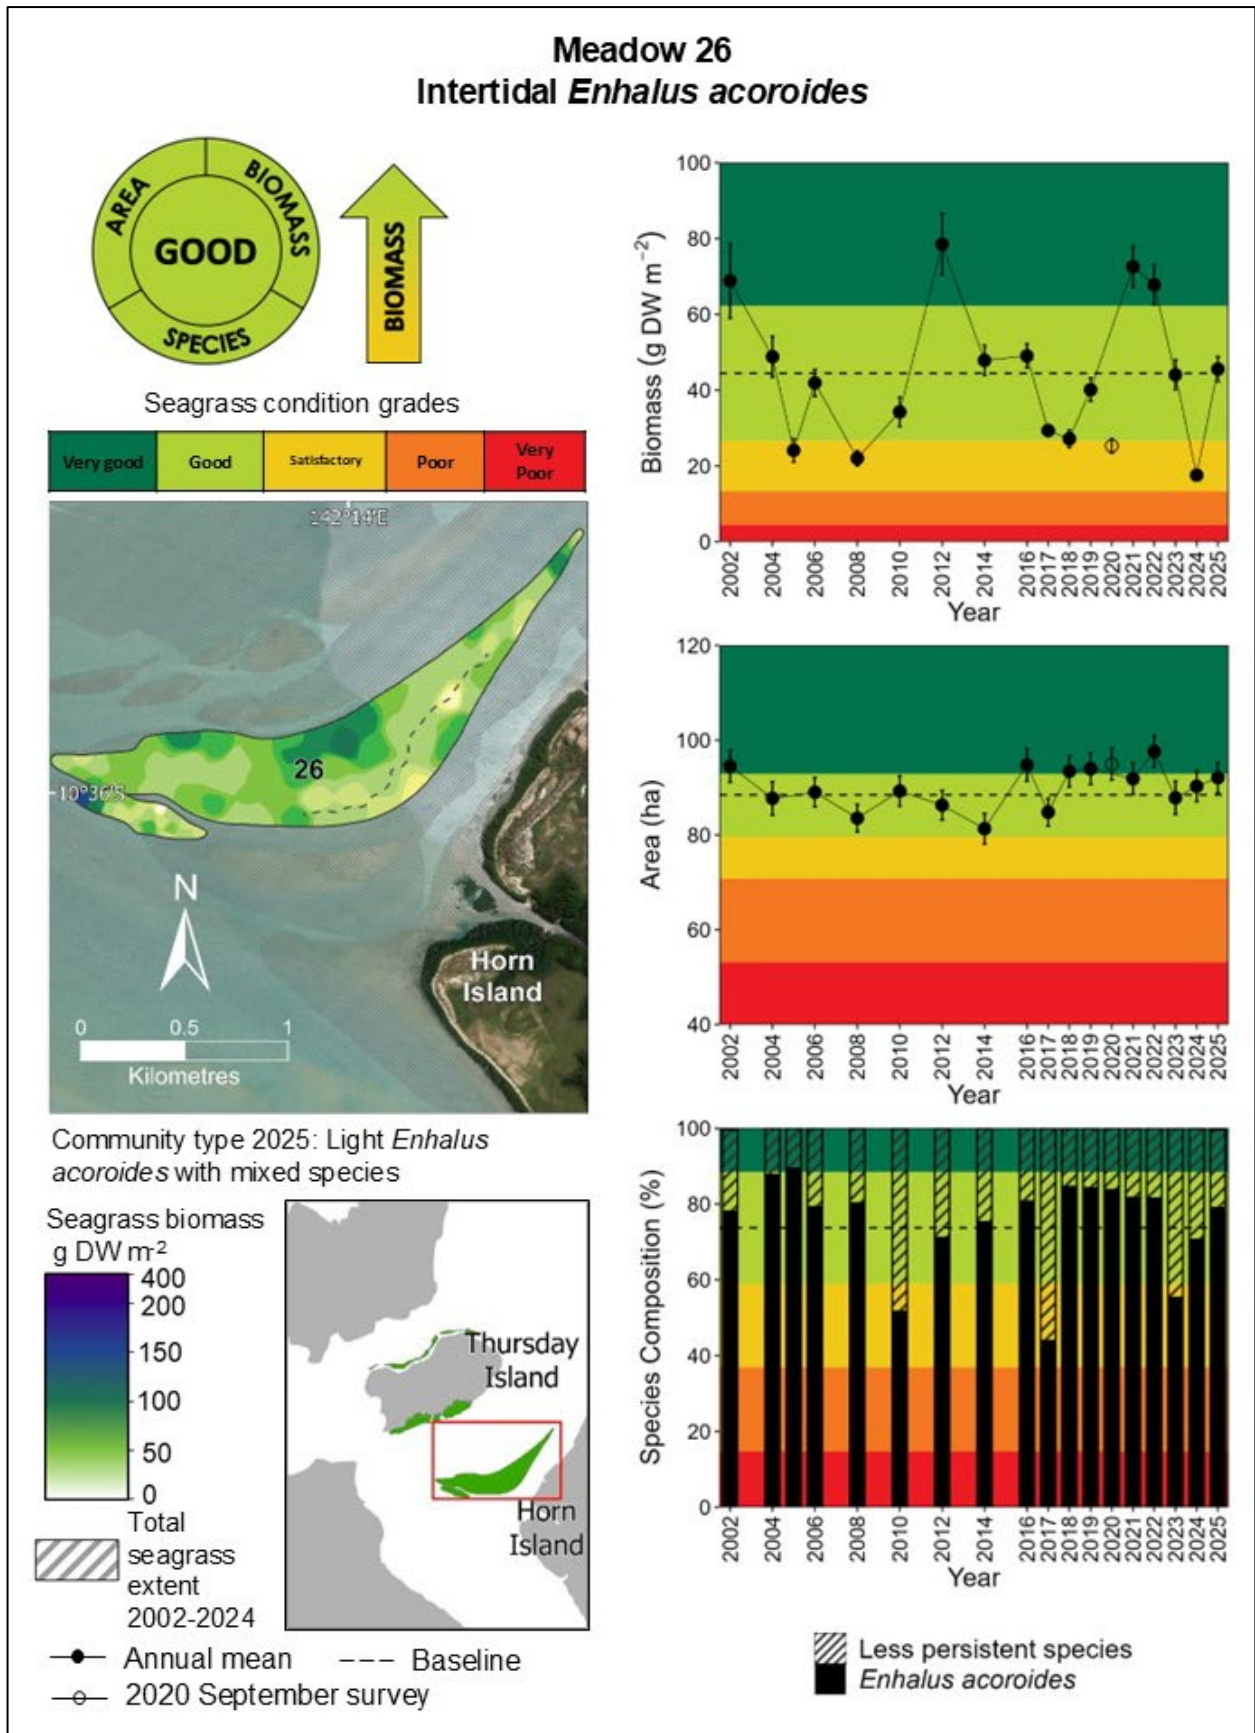 Meadow 26
Intertidal Enhalus acoroides
AREA
BIOMASS
GOOD
SPECIES
BIOMASS
Seagrass condition grades
Very good
Good
Satisfactory
Poor
Very
Poor
142°14'E
26
10°36'S
N
Horn
Island
0 0.5 1
Kilometres
Community type 2025: Light Enhalus
acoroides with mixed species
Seagrass biomass
g DW m-2
400
200
150
100
50
0
Total
seagrass
extent
2002-2024
Thursday
Island
Horn
Island
Annual mean
Baseline
2020 September survey
Biomass (g DW m−2)
100
80
60
40
20
0
2002 2004 2006 2008 2010 2012 2014 2016 2017 2018 2019 2020 2021 2022 2023 2024 2025
Year
Area (ha)
120
100
80
60
40
2002 2004 2006 2008 2010 2012 2014 2016 2017 2018 2019 2020 2021 2022 2023 2024 2025
Year
Species Composition (%)
100
80
60
40
20
0
2002 2004 2006 2008 2010 2012 2014 2016 2017 2018 2019 2020 2021 2022 2023 2024 2025
Year
Less persistent species
Enhalus acoroides